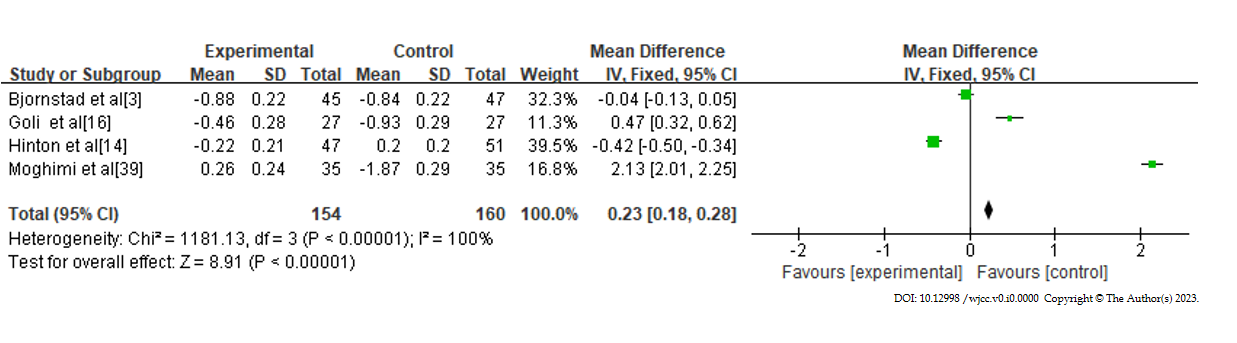 Experimental Control Mean Difference Mean Difference
Study or Subgroup Mean SD Total Mean SD Total Weight IV, Fixed, 95% CI IV, Fixed, 95% CI
Bjornstad et al[3] -0.88 0.22 45 -0.84 0.22 47 32.3% -0.04 [-0.13, 0.05]
Goli et al[16] -0.46 0.28 27 -0.93 0.29 27 11.3% 0.47 [0.32, 0.62]
Hinton et al[14] -0.22 0.21 47 0.2 0.2 51 39.5% -0.42 [-0.50, -0.34]
Moghimi et al[39] 0.26 0.24 35 -1.87 0.29 35 16.8% 2.13 [2.01, 2.25]
Total (95% CI) 154 160 100.0% 0.23 [0.18, 0.28]
Heterogeneity: Chi² = 1181.13, df = 3 (P < 0.00001); I² = 100%
Test for overall effect: Z = 8.91 (P < 0.00001)
-2 -1 0 1 2
Favours [experimental] Favours [control]
DOI: 10.12998 /wjcc.v0.i0.0000 Copyright © The Author(s) 2023.